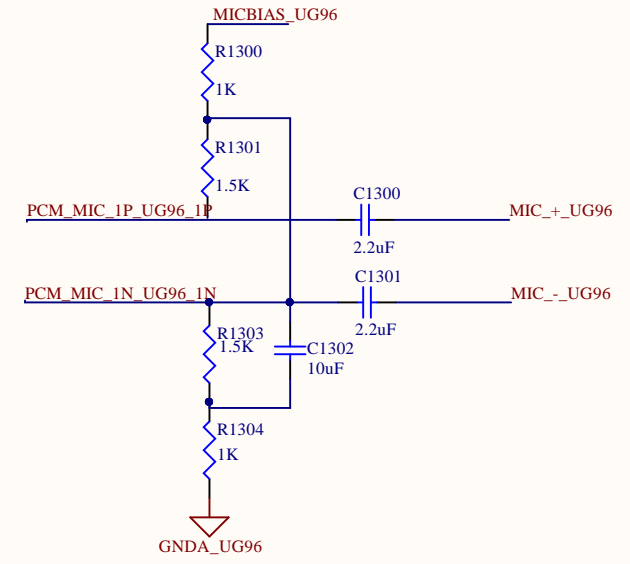 MICBIAS_UG96
R1300
1K
R1301
1.5K
PCM_MIC_1P_UG96_1P
C1300
2.2uF
MIC_+_UG96
PCM_MIC_1N_UG96_1N
C1301
2.2uF
MIC_-_UG96
R1303
1.5K
C1302
10uF
R1304
1K
GNDA_UG96